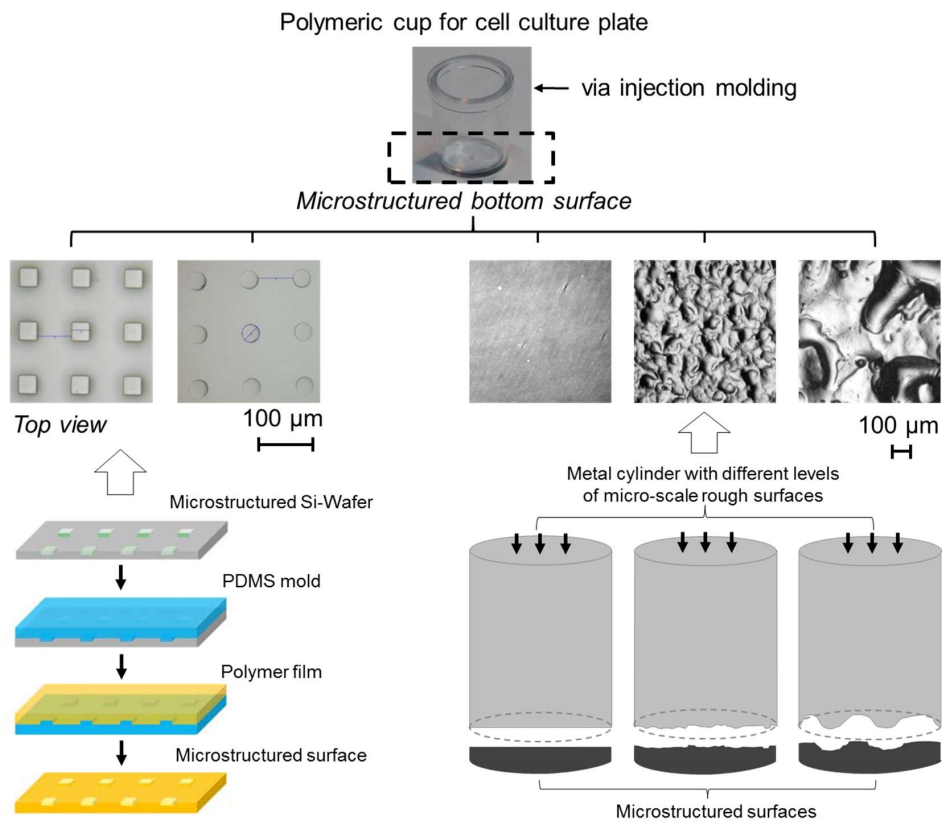 Polymeric cup for cell culture plate
via injection molding
Microstructured bottom surface
Top view
100 µm
100 µm
Microstructured Si-Wafer
PDMS mold
Polymer film
Microstructured surface
Metal cylinder with different levels
of micro-scale rough surfaces
Microstructured surfaces